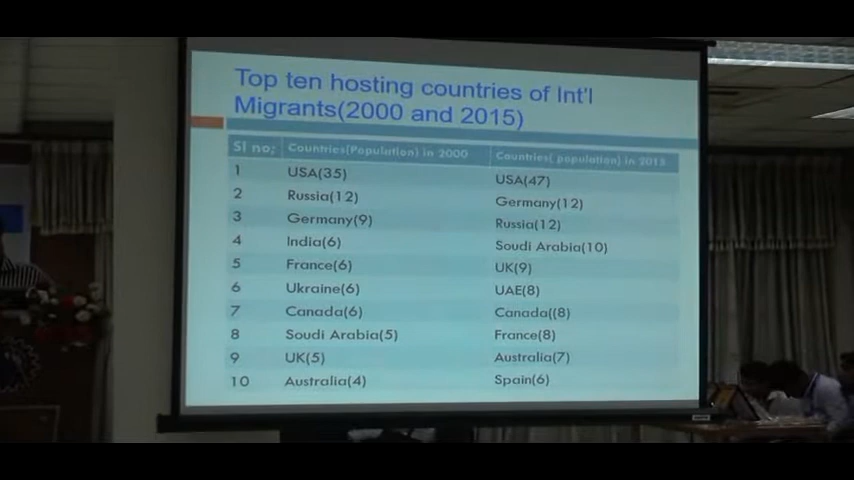 Top ten hosting countries of Int'l
Migrants(2000 and 2015)
Sl no; Countries(Population) in 2000 Countries( population) in 2015
1 USA(35) USA(47)
2 Russia(12) Germany(12)
3 Germany(9) Russia(12)
4 India(6) Soudi Arabia(10)
5 France(6) UK(9)
6 Ukraine(6) UAE(8)
7 Canada(6) Canada((8)
8 Soudi Arabia(5) France(8)
9 UK(5) Australia(7)
10 Australia(4) Spain(6)